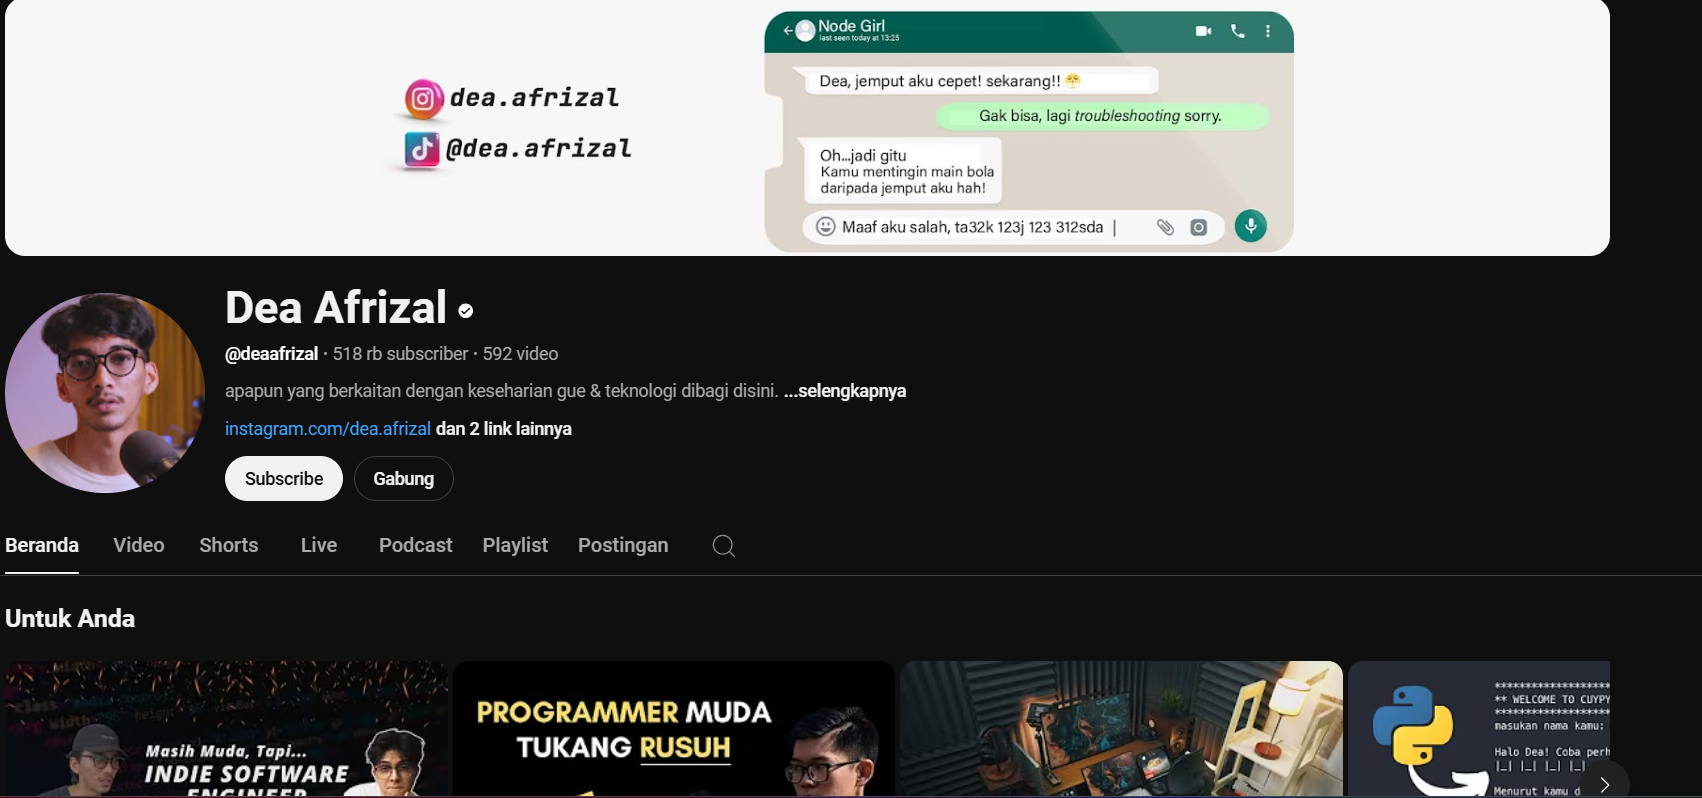 dea.afrizal
@dea.afrizal
Node Girl
last seen today at 13:25
Dea, jemput aku cepet! sekarang!! 😤
Gak bisa, lagi troubleshooting sorry.
Oh...jadi gitu
Kamu mentingin main bola
daripada jemput aku hah!
Maaf aku salah, ta32k 123j 123 312sda |
Dea Afrizal
@deaafrizal · 518 rb subscriber · 592 video
apapun yang berkaitan dengan keseharian gue & teknologi dibagi disini. ...selengkapnya
instagram.com/dea.afrizal dan 2 link lainnya
Subscribe Gabung
Beranda Video Shorts Live Podcast Playlist Postingan
Untuk Anda
Masih Muda, Tapi...
INDIE SOFTWARE
ENGINEER
PROGRAMMER MUDA
TUKANG RUSUH
********************
** WELCOME TO CUYPY
********************
masukan nama kamu:
Halo Dea! Coba perh
|_| |_| |_| |_|
Menurut kamu d